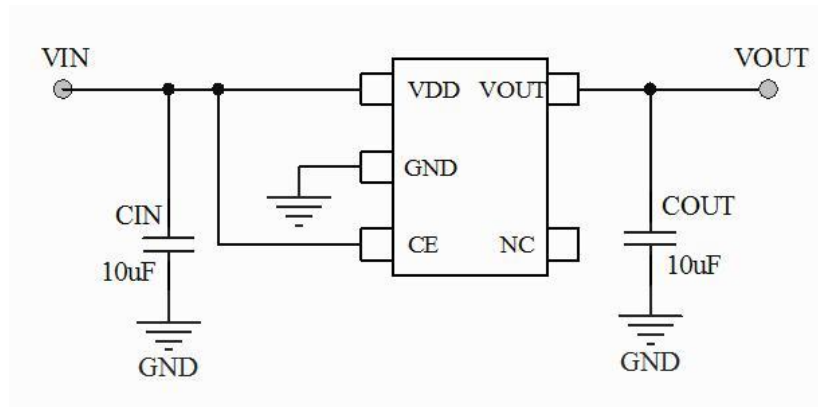 VIN
VOUT
VDD VOUT
GND
CIN
COUT
CE NC
10uF
10uF
GND
GND